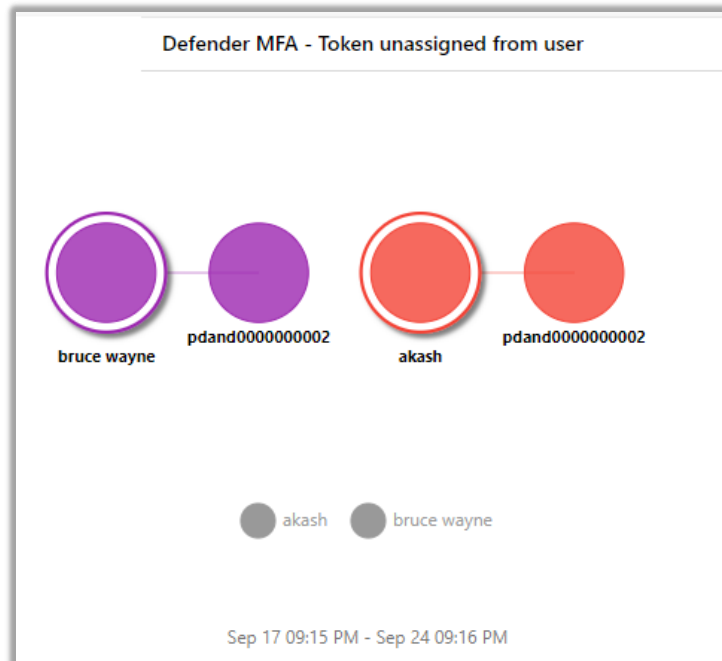 Defender MFA - Token unassigned from user
pdand0000000002 pdand0000000002
bruce wayne akash
akash bruce wayne
Sep 17 09:15 PM - Sep 24 09:16 PM